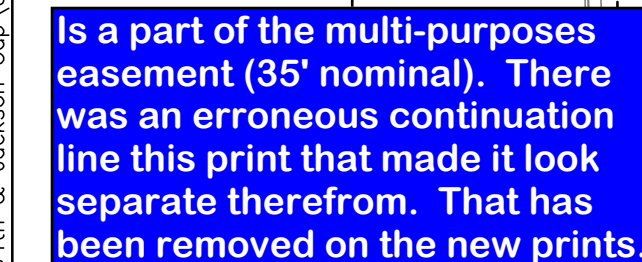 Is a part of the multi-purposes
easement (35' nominal).  There
was an erroneous continuation
line this print that made it look
separate therefrom.  That has
been removed on the new prints.